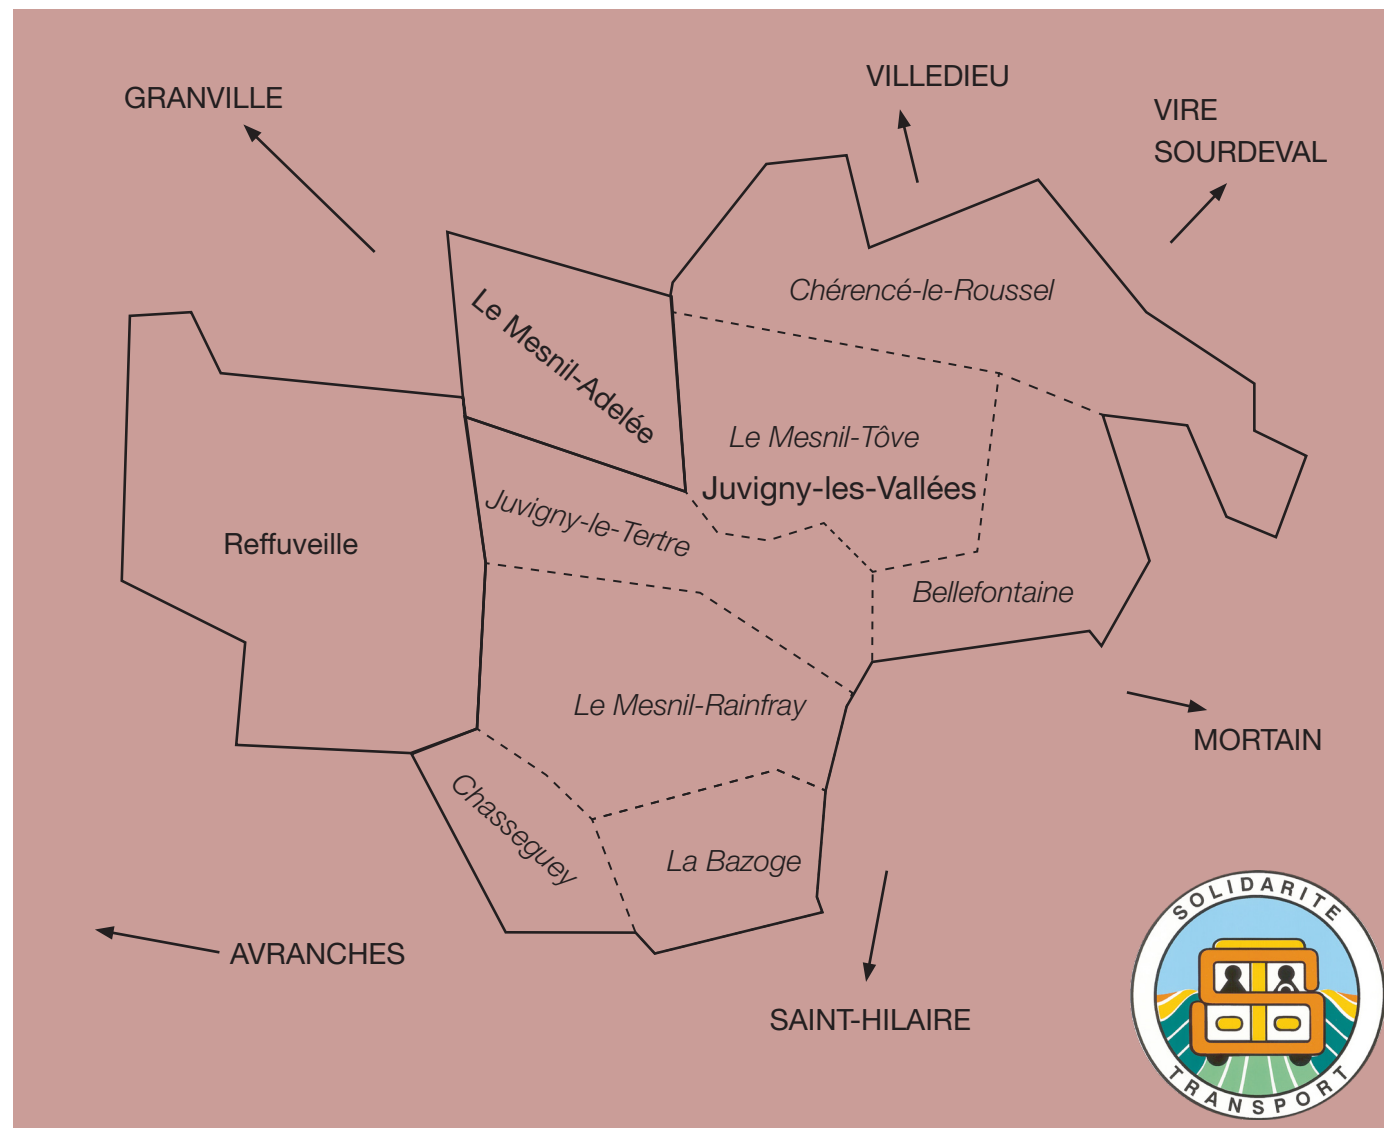 GRANVILLE
VILLEDIEU
VIRE
SOURDEVAL
Chérencé-le-Roussel
Le Mesnil-Adelée
Le Mesnil-Tôve
Juvigny-les-Vallées
Juvigny-le-Tertre
Reffuveille
Bellefontaine
Le Mesnil-Rainfray
MORTAIN
Chasseguey
La Bazoge
AVRANCHES
SAINT-HILAIRE
SOLIDARITE
TRANSPORT